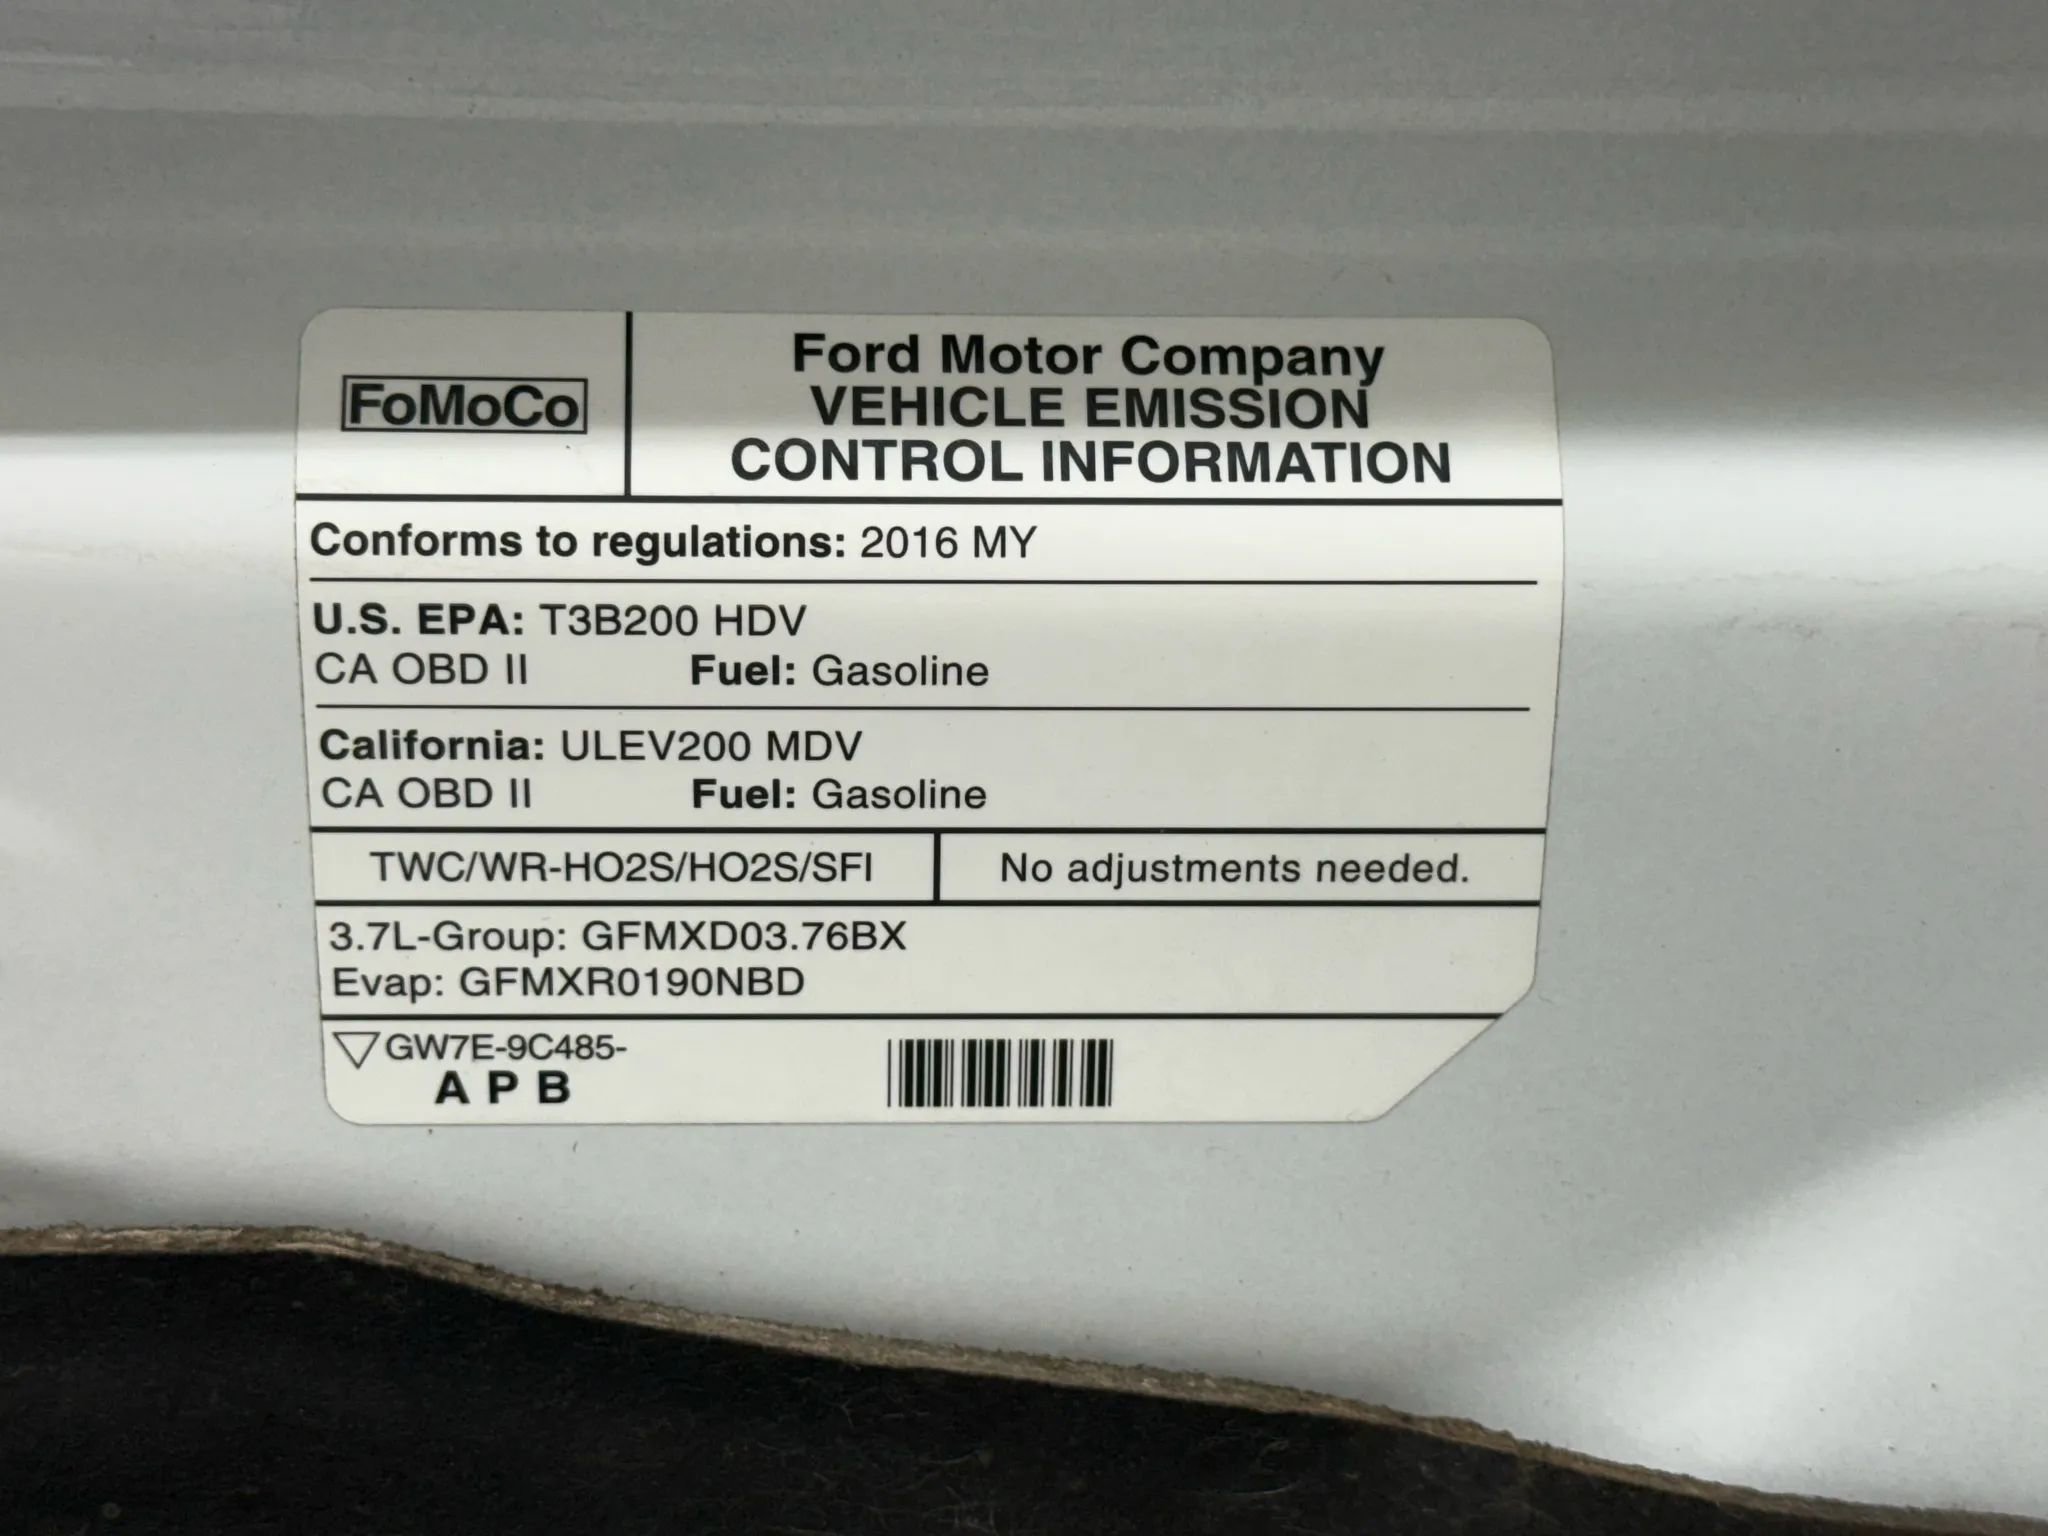 FoMoCo
Ford Motor Company
VEHICLE EMISSION
CONTROL INFORMATION
Conforms to regulations: 2016 MY
U.S. EPA: T3B200 HDV
CA OBD II Fuel: Gasoline
California: ULEV200 MDV
CA OBD II Fuel: Gasoline
TWC/WR-HO2S/HO2S/SFI No adjustments needed.
3.7L-Group: GFMXD03.76BX
Evap: GFMXR0190NBD
GW7E-9C485-
A P B